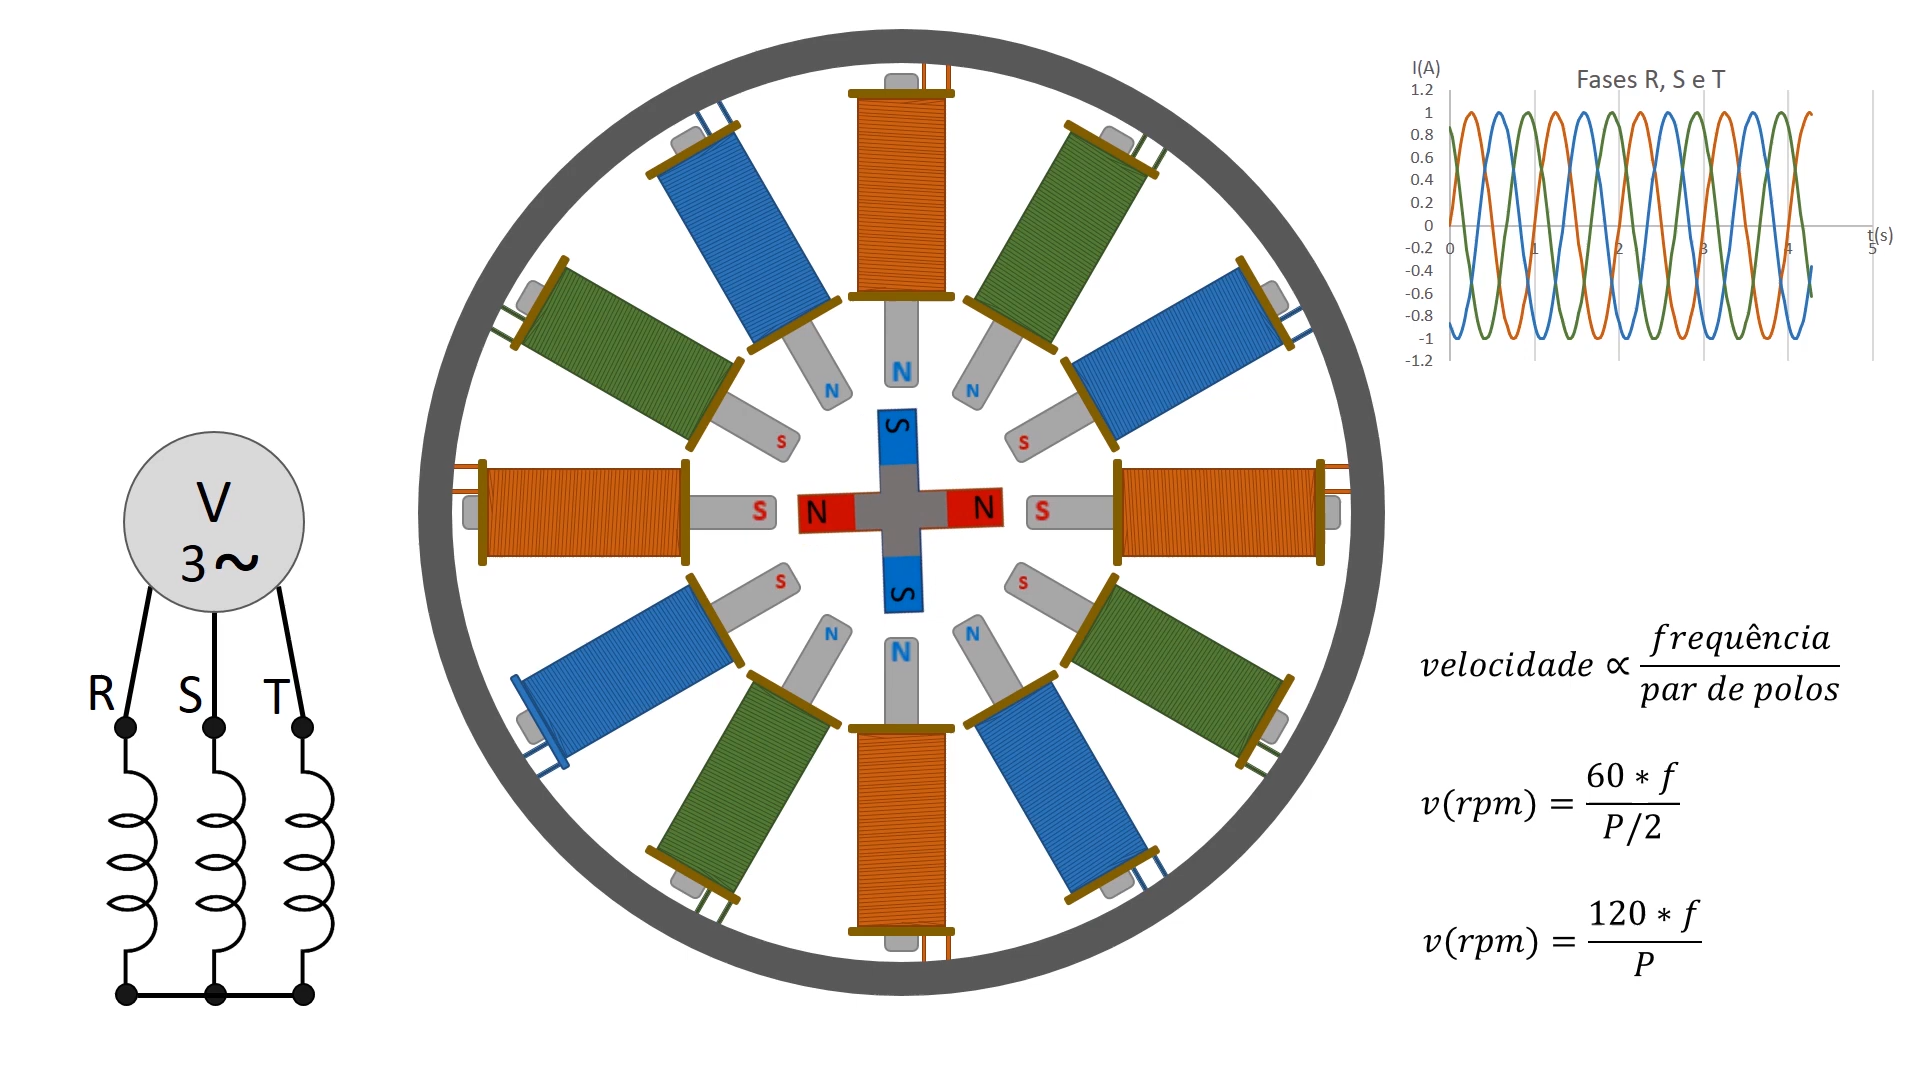 V
3~
R
S
T
N
N
N
N
S
S
S
S
S
S
N
N
N
N
N
S
S
Fases R, S e T
I(A)
1.2
1
0.8
0.6
0.4
0.2
0
-0.2
-0.4
-0.6
-0.8
-1
-1.2
0 1 2 3 4 5
t(s)
velocidade ∝ frequência / par de polos
v(rpm) = 60 * f / P/2
v(rpm) = 120 * f / P